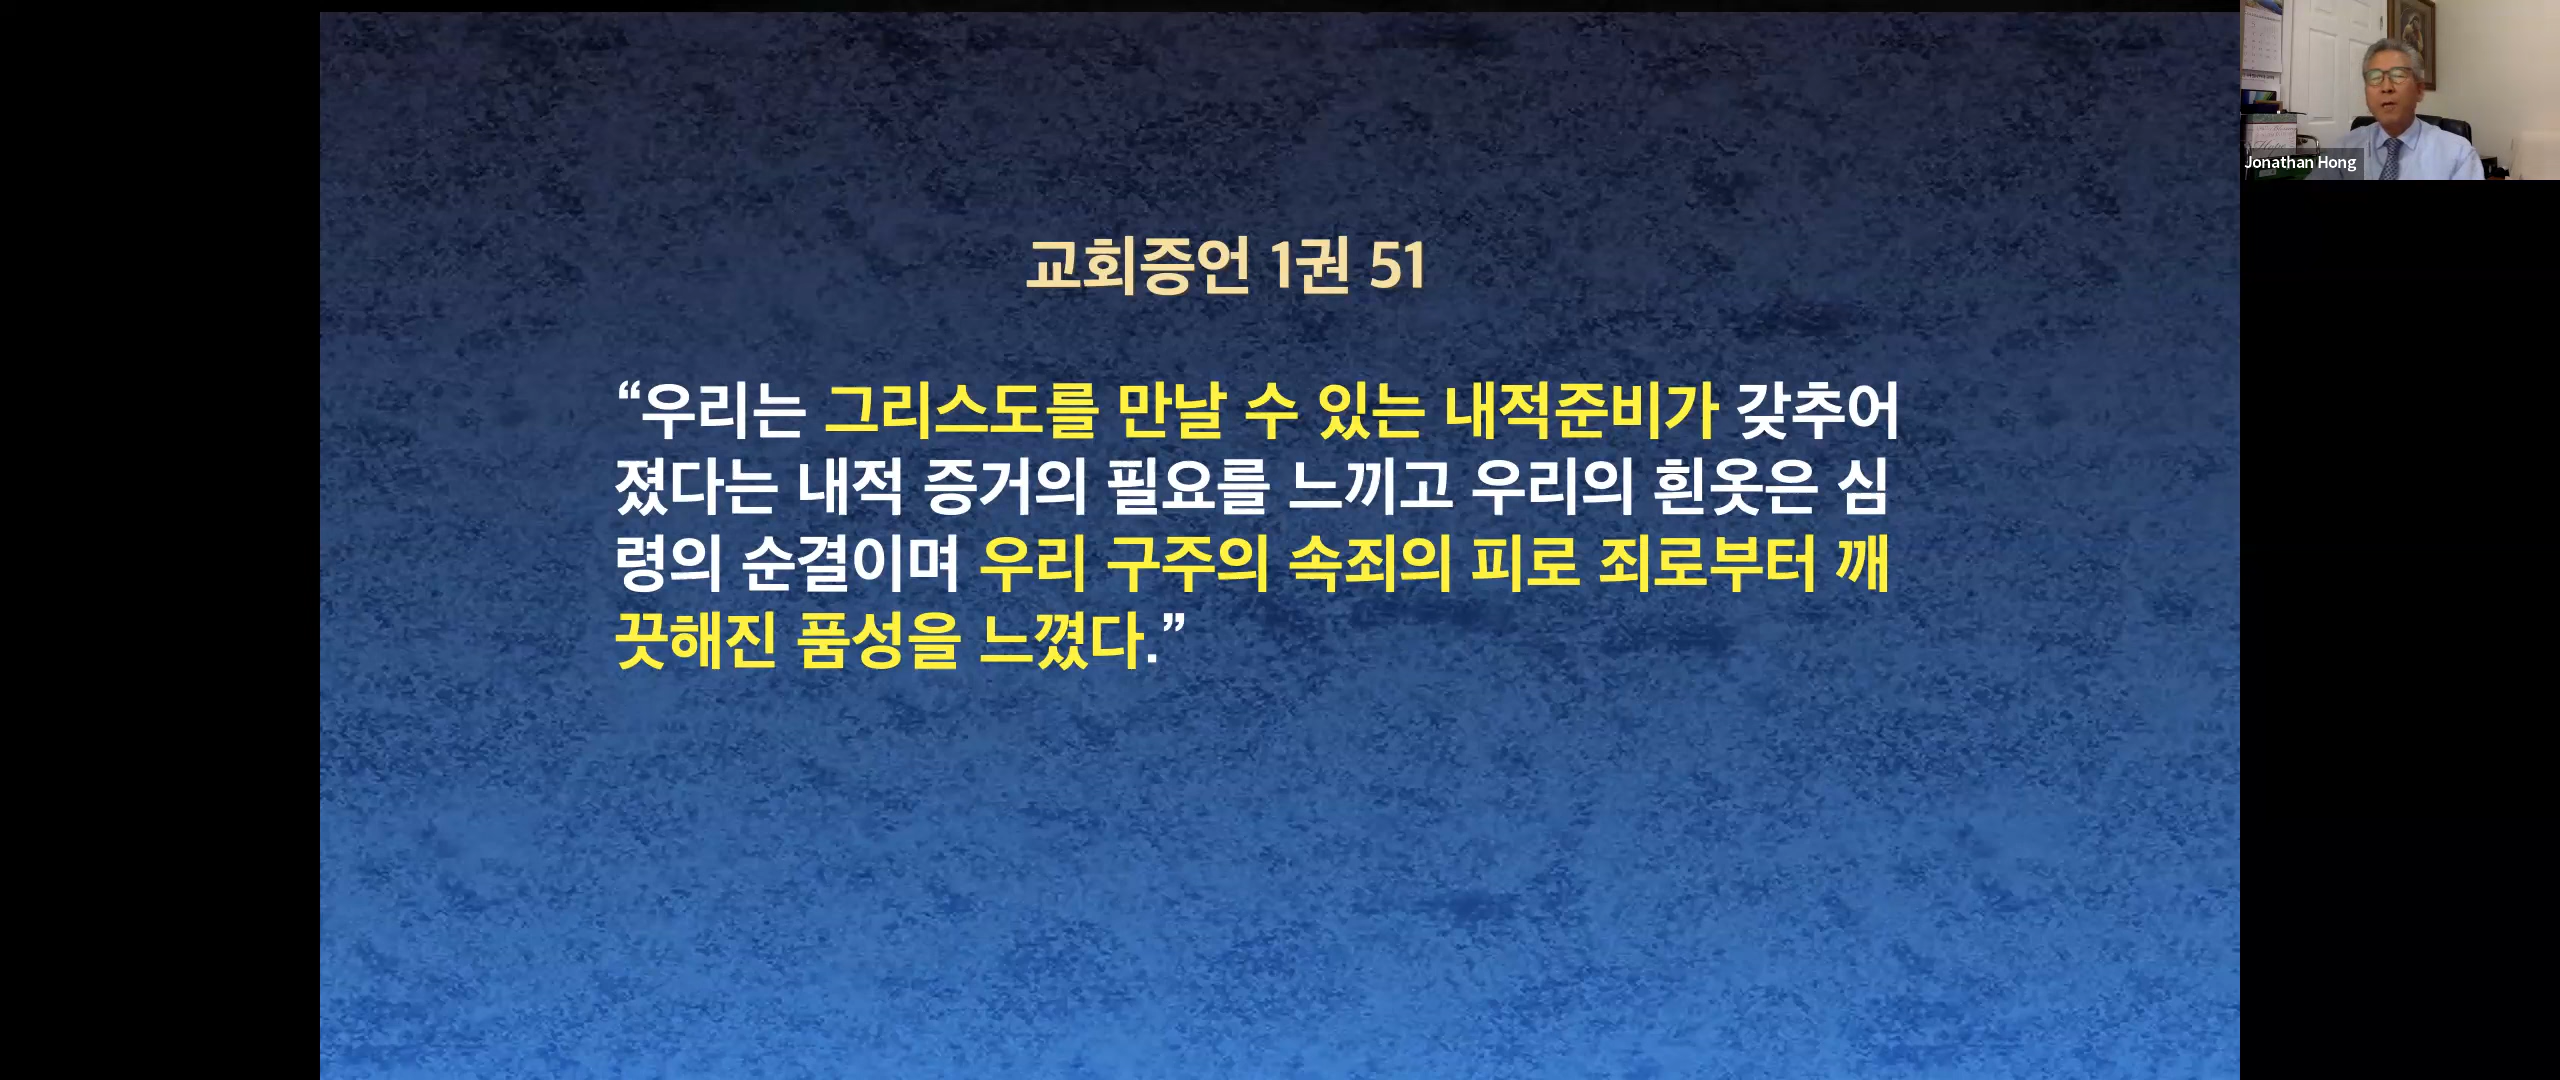 교회증언 1권 51
“우리는 그리스도를 만날 수 있는 내적준비가 갖추어
졌다는 내적 증거의 필요를 느끼고 우리의 흰옷은 심
령의 순결이며 우리 구주의 속죄의 피로 죄로부터 깨
끗해진 품성을 느꼈다.”
Jonathan Hong